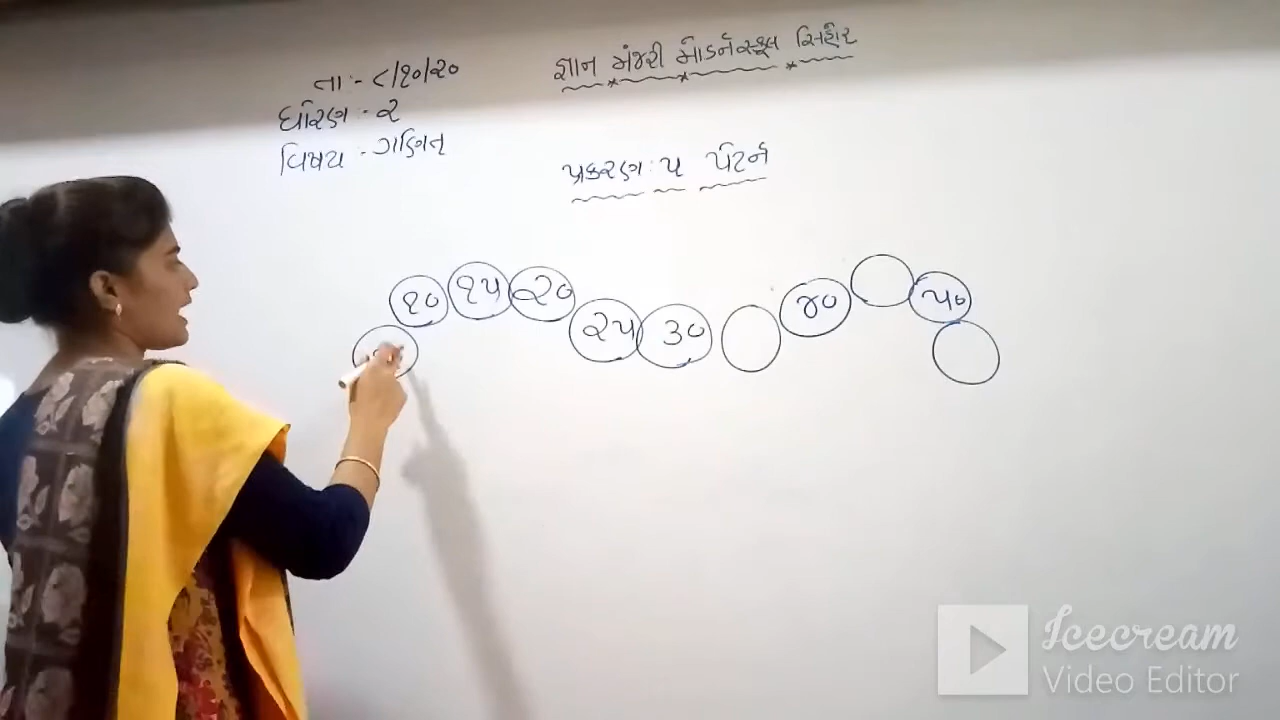 તા :- ૮/૧૦/૨૦
જ્ઞાન મંજરી મોડર્ન સ્કૂલ સિહોર
ધોરણ :- ૨
વિષય :- ગણિત
પ્રકરણ : ૫ પેટર્ન
૧૦ ૧૫ ૨૦ ૨૫ ૩૦ ૪૦ ૫૦
Icecream
Video Editor